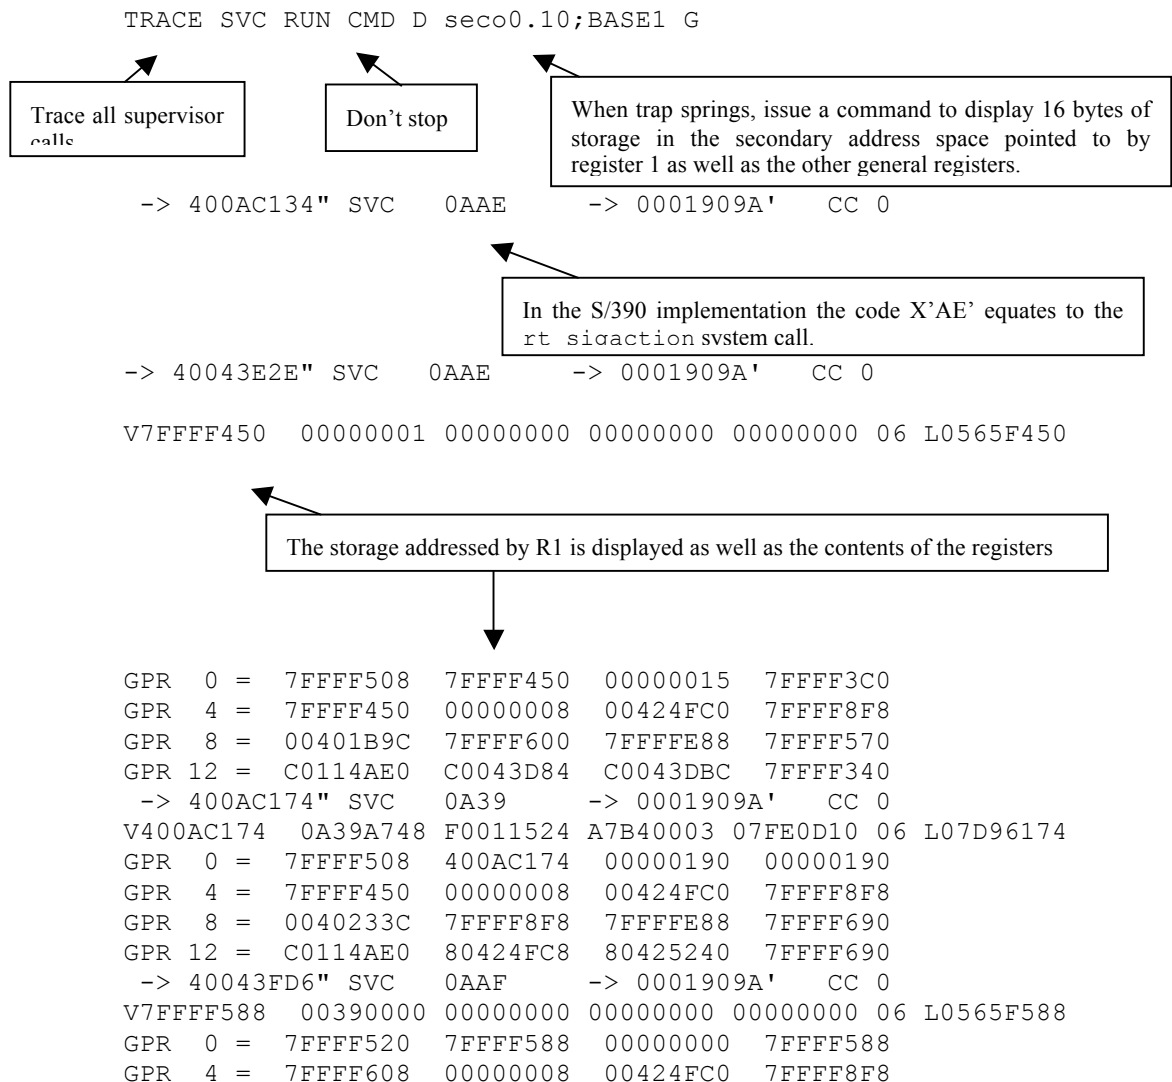 TRACE SVC RUN CMD D seco0.10;BASE1 G
Trace all supervisor
calls
Don't stop
When trap springs, issue a command to display 16 bytes of
storage in the secondary address space pointed to by
register 1 as well as the other general registers.
-> 400AC134" SVC 0AAE -> 0001909A' CC 0
In the S/390 implementation the code X'AE' equates to the
rt sigaction system call.
-> 40043E2E" SVC 0AAE -> 0001909A' CC 0
V7FFFF450 00000001 00000000 00000000 00000000 06 L0565F450
The storage addressed by R1 is displayed as well as the contents of the registers
GPR 0 = 7FFFF508 7FFFF450 00000015 7FFFF3C0
GPR 4 = 7FFFF450 00000008 00424FC0 7FFFF8F8
GPR 8 = 00401B9C 7FFFF600 7FFFFE88 7FFFF570
GPR 12 = C0114AE0 C0043D84 C0043DBC 7FFFF340
-> 400AC174" SVC 0A39 -> 0001909A' CC 0
V400AC174 0A39A748 F0011524 A7B40003 07FE0D10 06 L07D96174
GPR 0 = 7FFFF508 400AC174 00000190 00000190
GPR 4 = 7FFFF450 00000008 00424FC0 7FFFF8F8
GPR 8 = 0040233C 7FFFF8F8 7FFFFE88 7FFFF690
GPR 12 = C0114AE0 80424FC8 80425240 7FFFF690
-> 40043FD6" SVC 0AAF -> 0001909A' CC 0
V7FFFF588 00390000 00000000 00000000 00000000 06 L0565F588
GPR 0 = 7FFFF520 7FFFF588 00000000 7FFFF588
GPR 4 = 7FFFF608 00000008 00424FC0 7FFFF8F8